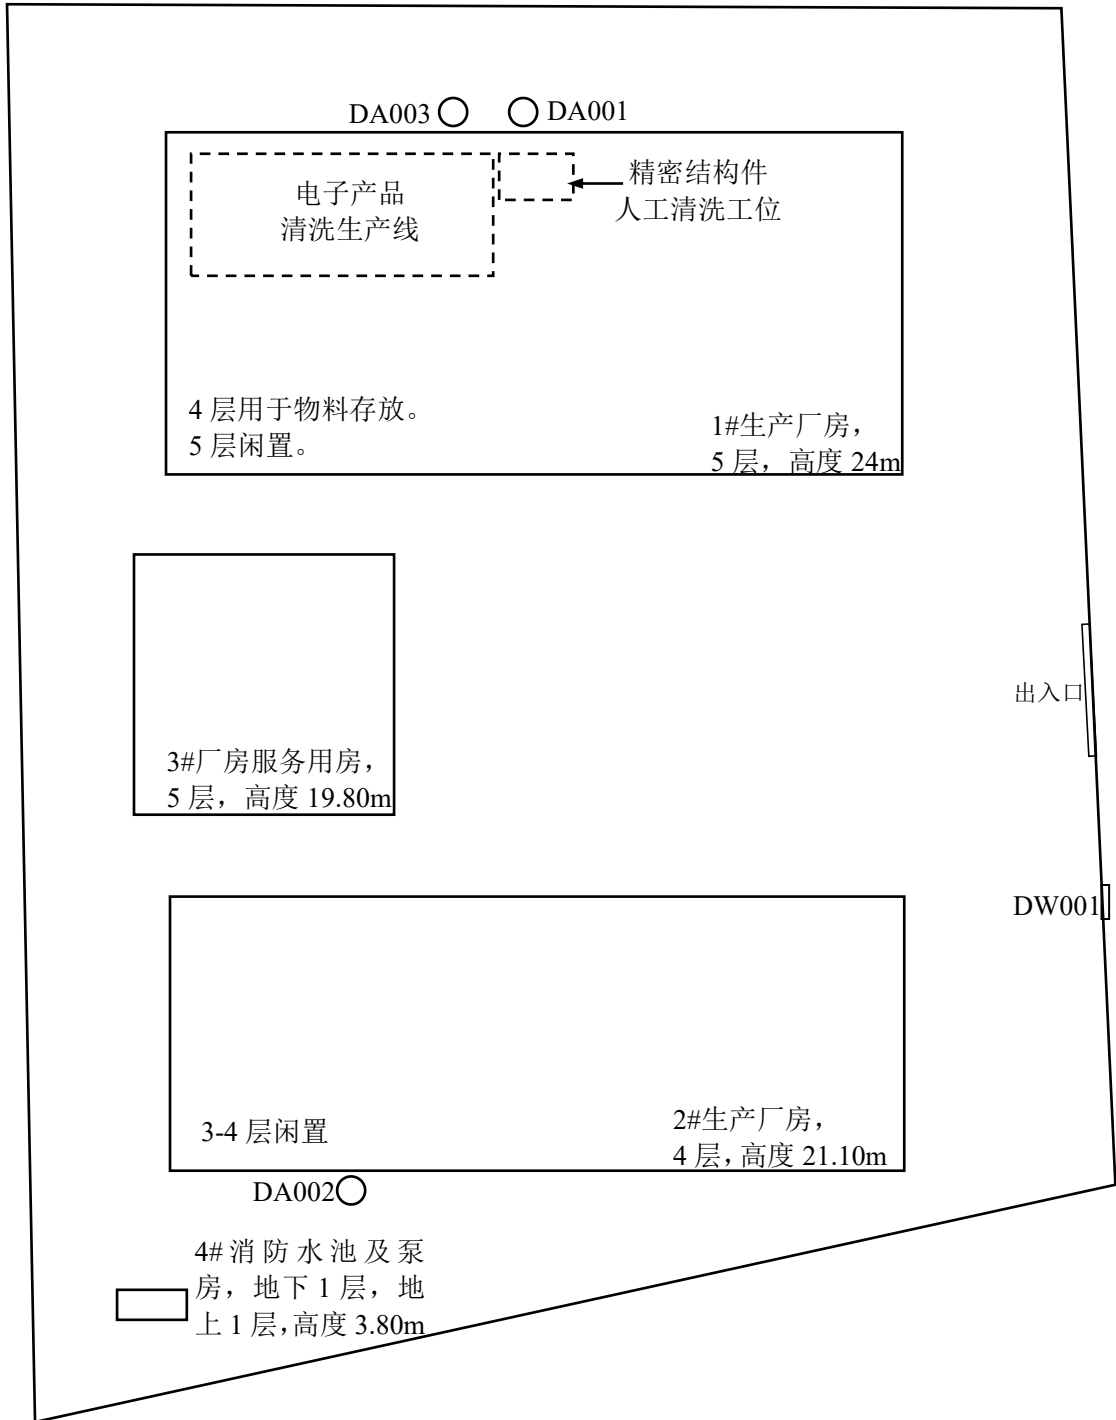 DA003
DA001
电子产品
清洗生产线
精密结构件
人工清洗工位
4 层用于物料存放。
5 层闲置。
1#生产厂房，
5 层，高度 24m
3#厂房服务用房，
5 层，高度 19.80m
出入口
DW001
3-4 层闲置
2#生产厂房，
4 层，高度 21.10m
DA002
4#消防水池及泵
房，地下 1 层，地
上 1 层，高度 3.80m